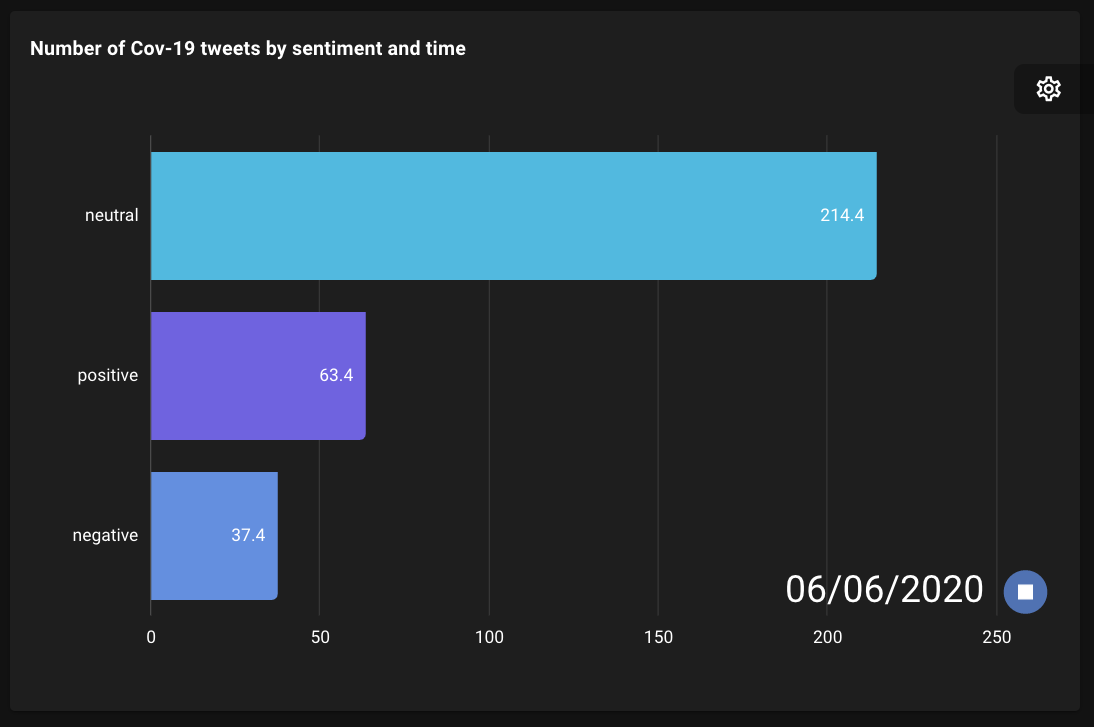 Number of Cov-19 tweets by sentiment and time
neutral
214.4
positive
63.4
negative
37.4
06/06/2020
0 50 100 150 200 250